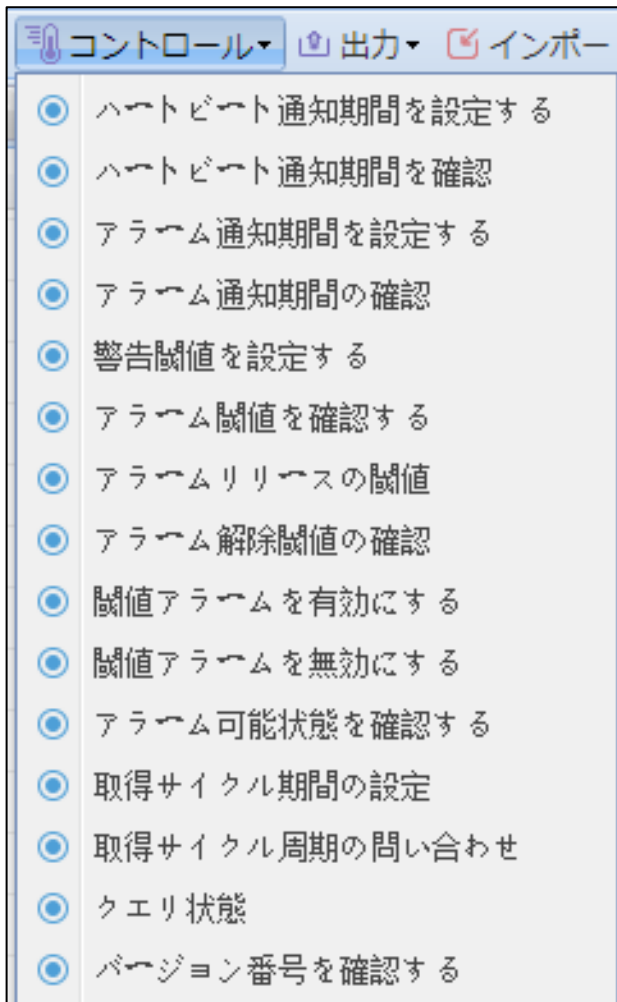 コントロール▾ 出力▾ インポー
ハートビート通知期間を設定する
ハートビート通知期間を確認
アラーム通知期間を設定する
アラーム通知期間の確認
警告閾値を設定する
アラーム閾値を確認する
アラームリリースの閾値
アラーム解除閾値の確認
閾値アラームを有効にする
閾値アラームを無効にする
アラーム可能状態を確認する
取得サイクル期間の設定
取得サイクル周期の問い合わせ
クエリ状態
バージョン番号を確認する